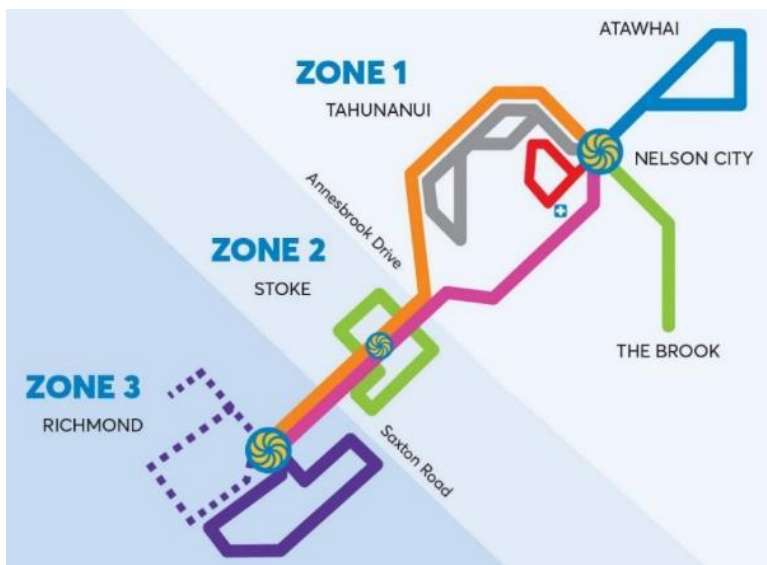 ATAWHAI
ZONE 1
TAHUNANUI
NELSON CITY
Annesbrook Drive
ZONE 2
STOKE
THE BROOK
ZONE 3
RICHMOND
Saxton Road